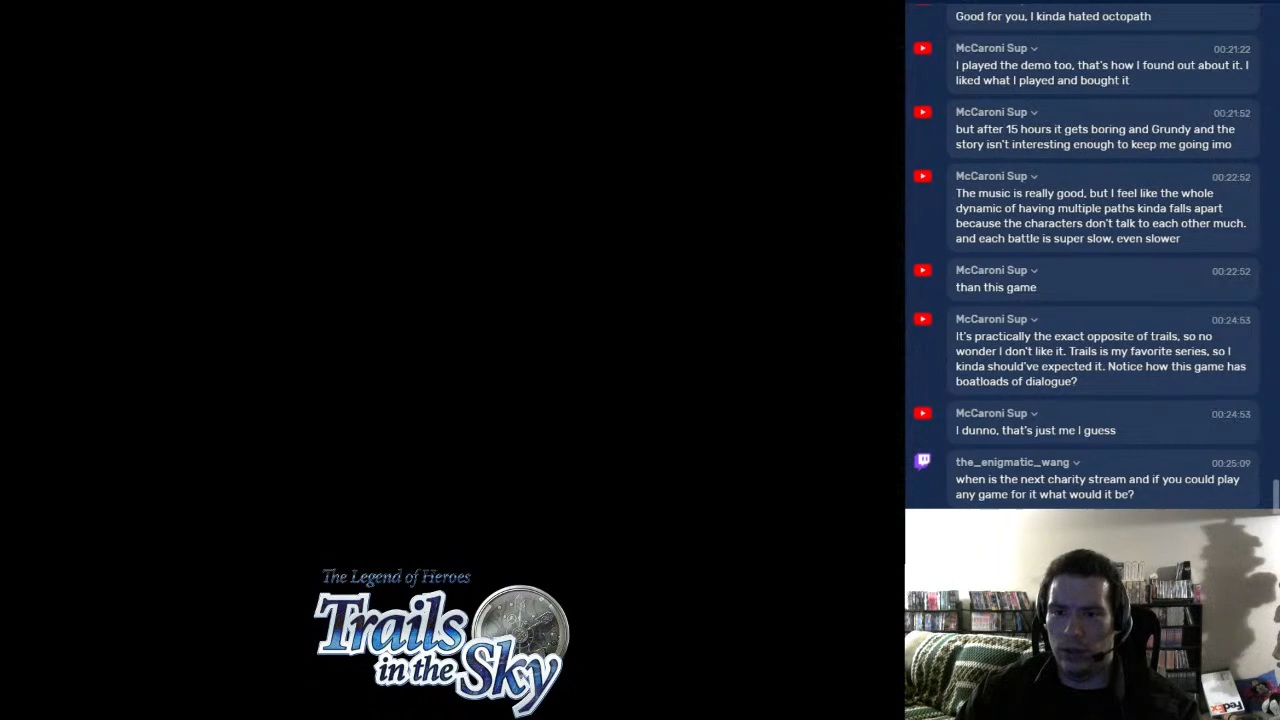 Good for you, I kinda hated octopath
McCaroni Sup
00:21:22
I played the demo too, that's how I found out about it. I
liked what I played and bought it
McCaroni Sup
00:21:52
but after 15 hours it gets boring and Grundy and the
story isn't interesting enough to keep me going imo
McCaroni Sup
00:22:52
The music is really good, but I feel like the whole
dynamic of having multiple paths kinda falls apart
because the characters don't talk to each other much.
and each battle is super slow, even slower
McCaroni Sup
00:22:52
than this game
McCaroni Sup
00:24:53
It's practically the exact opposite of trails, so no
wonder I don't like it. Trails is my favorite series, so I
kinda should've expected it. Notice how this game has
boatloads of dialogue?
McCaroni Sup
00:24:53
I dunno, that's just me I guess
the_enigmatic_wang
00:25:09
when is the next charity stream and if you could play
any game for it what would it be?
The Legend of Heroes
Trails
in the Sky
FedEx